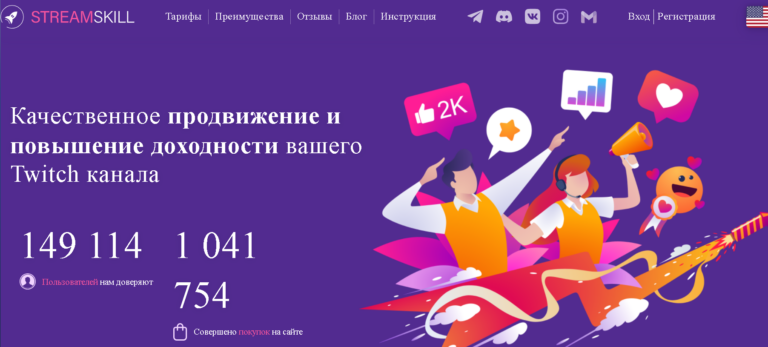 STREAMSKILL
Тарифы Преимущества Отзывы Блог Инструкция
Вход Регистрация
2K
Качественное продвижение и
повышение доходности вашего
Twitch канала
149 114
Пользователей нам доверяют
1 041
754
Совершено покупок на сайте